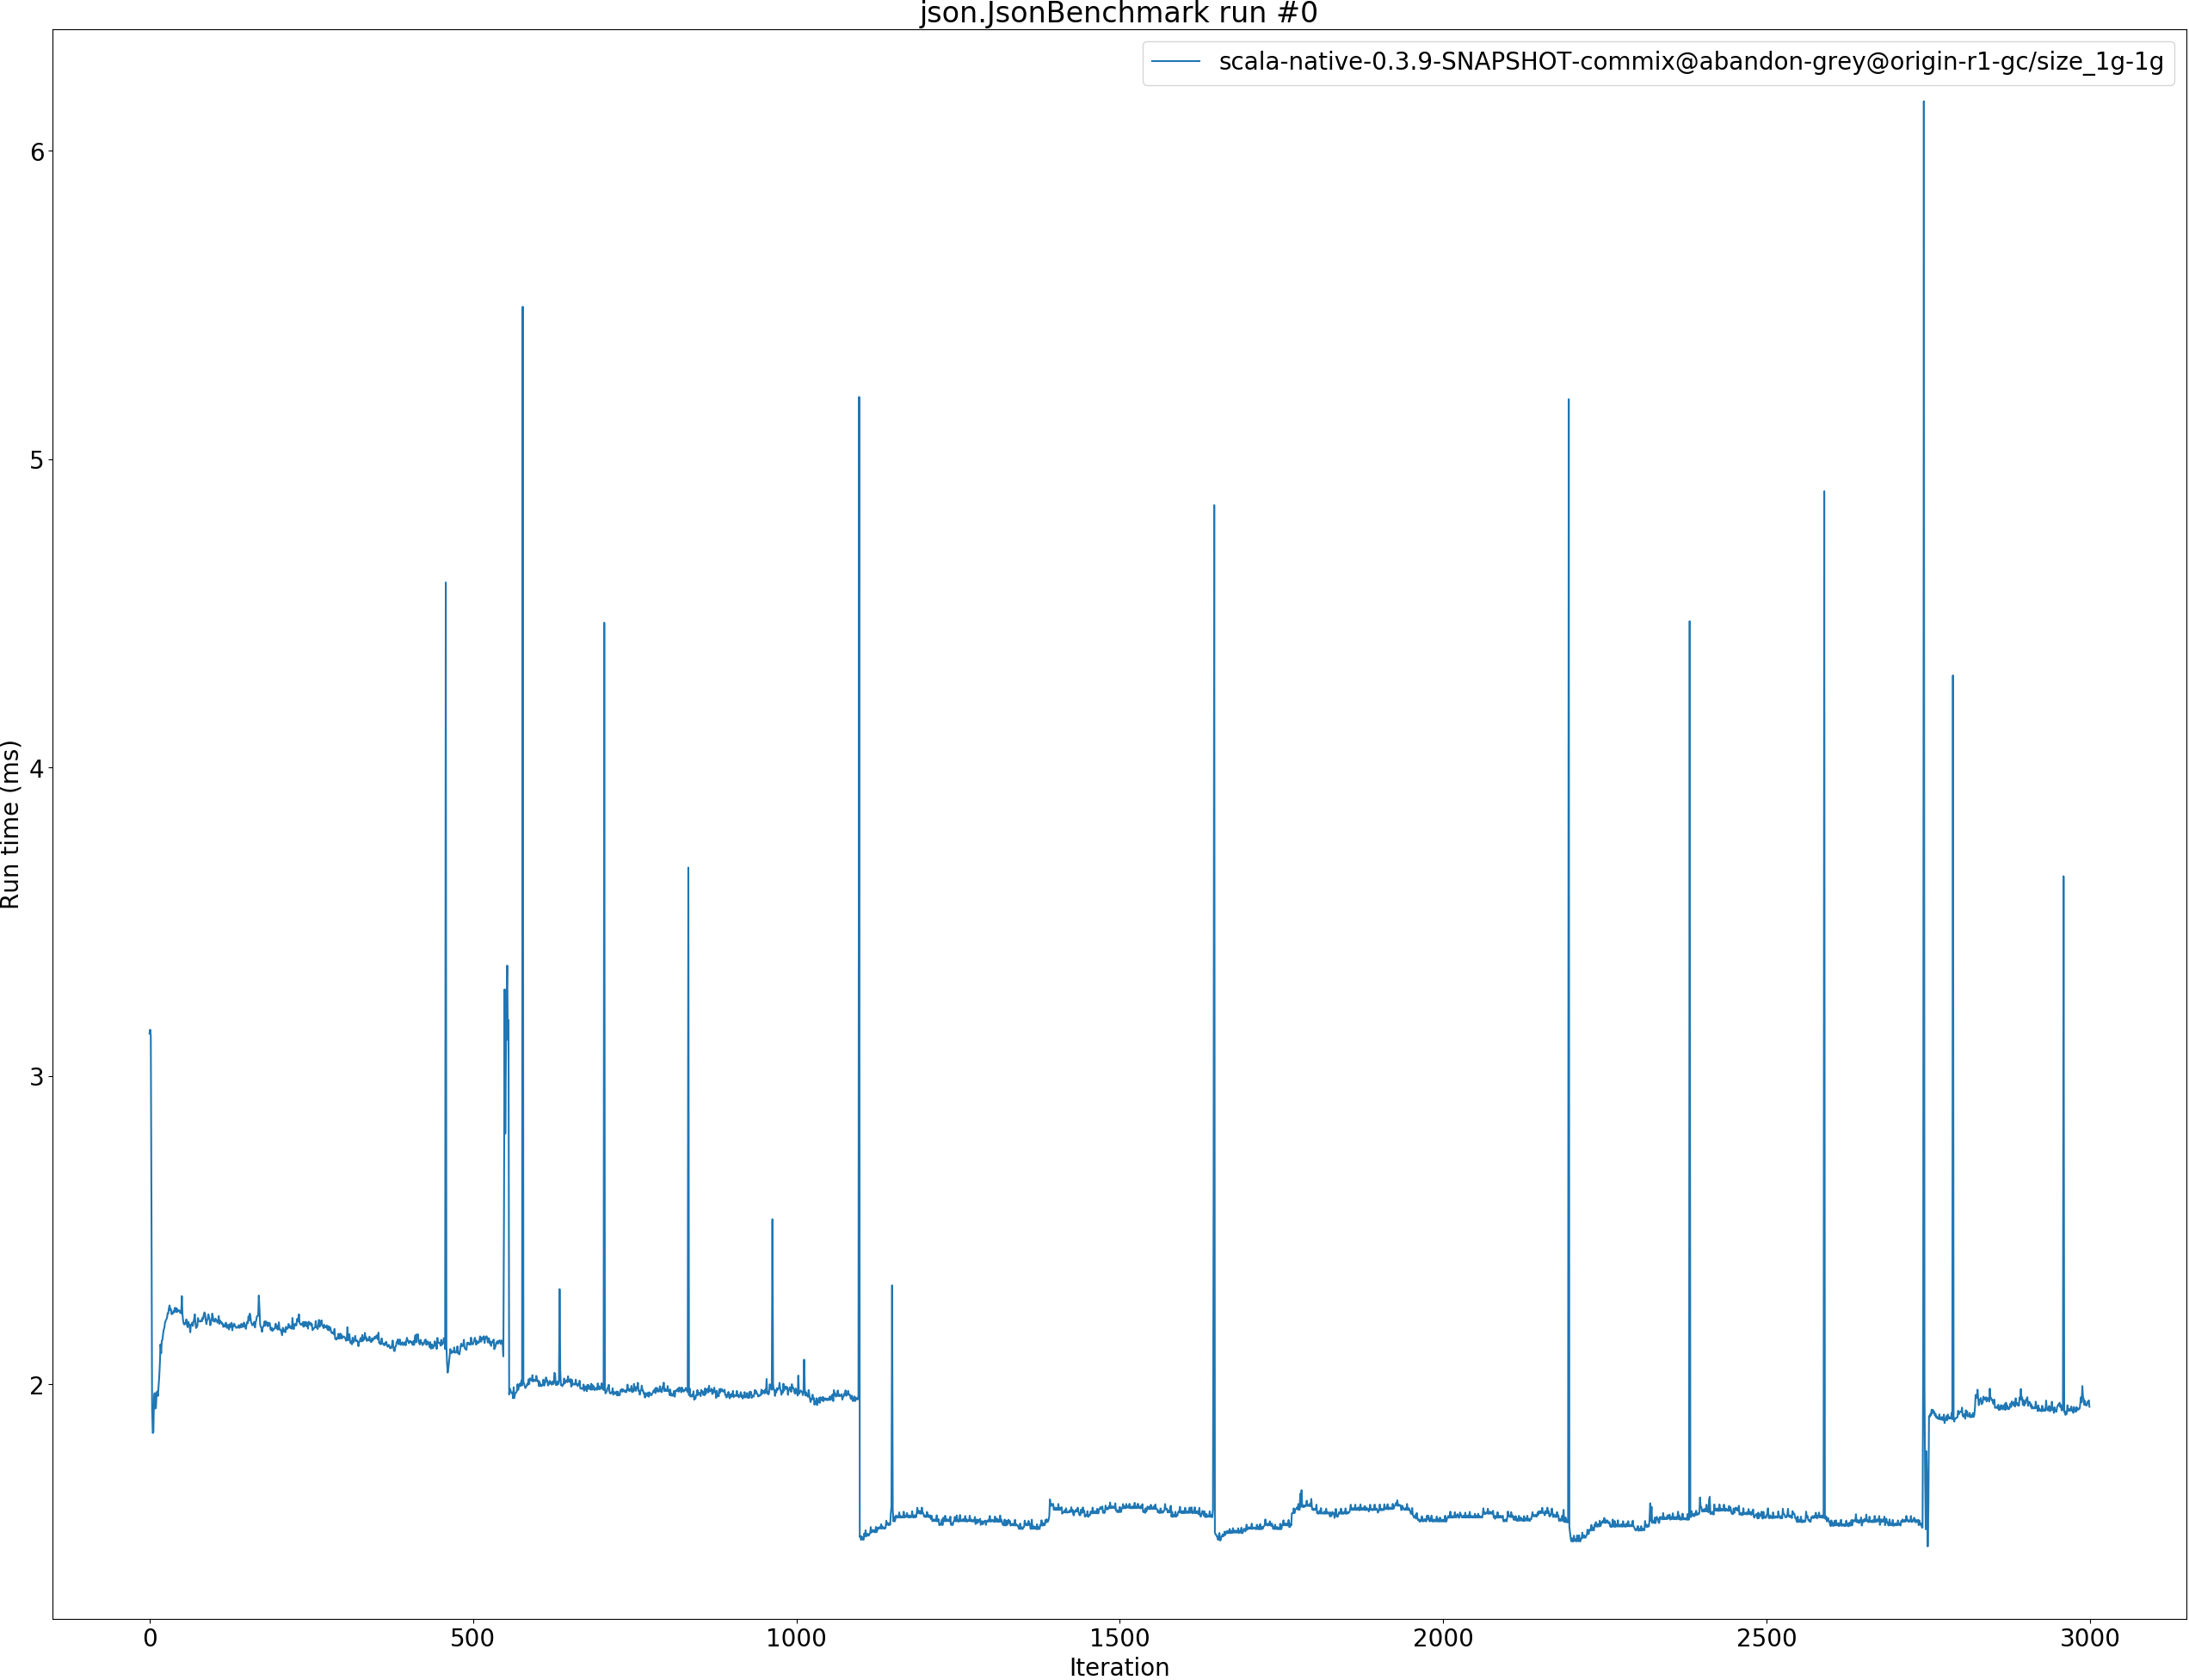 json.JsonBenchmark run #0
scala-native-0.3.9-SNAPSHOT-commix@abandon-grey@origin-r1-gc/size_1g-1g
6
5
4
3
2
Run time (ms)
0 500 1000 1500 2000 2500 3000
Iteration